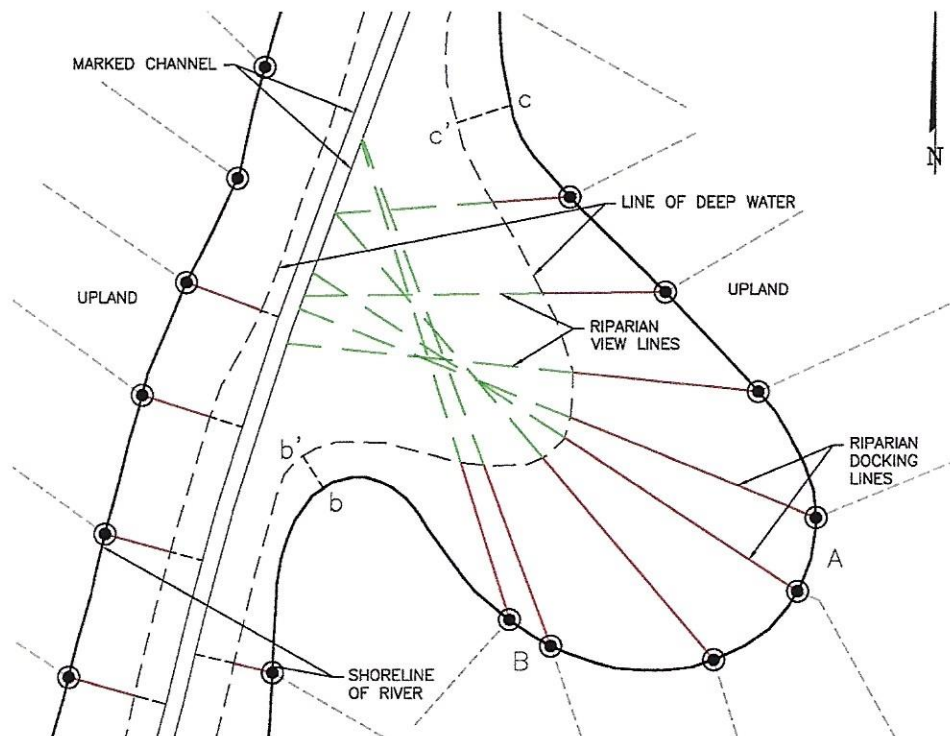 MARKED CHANNEL
c
c'
N
LINE OF DEEP WATER
UPLAND
UPLAND
RIPARIAN
VIEW LINES
RIPARIAN
DOCKING
LINES
b'
b
A
B
SHORELINE
OF RIVER